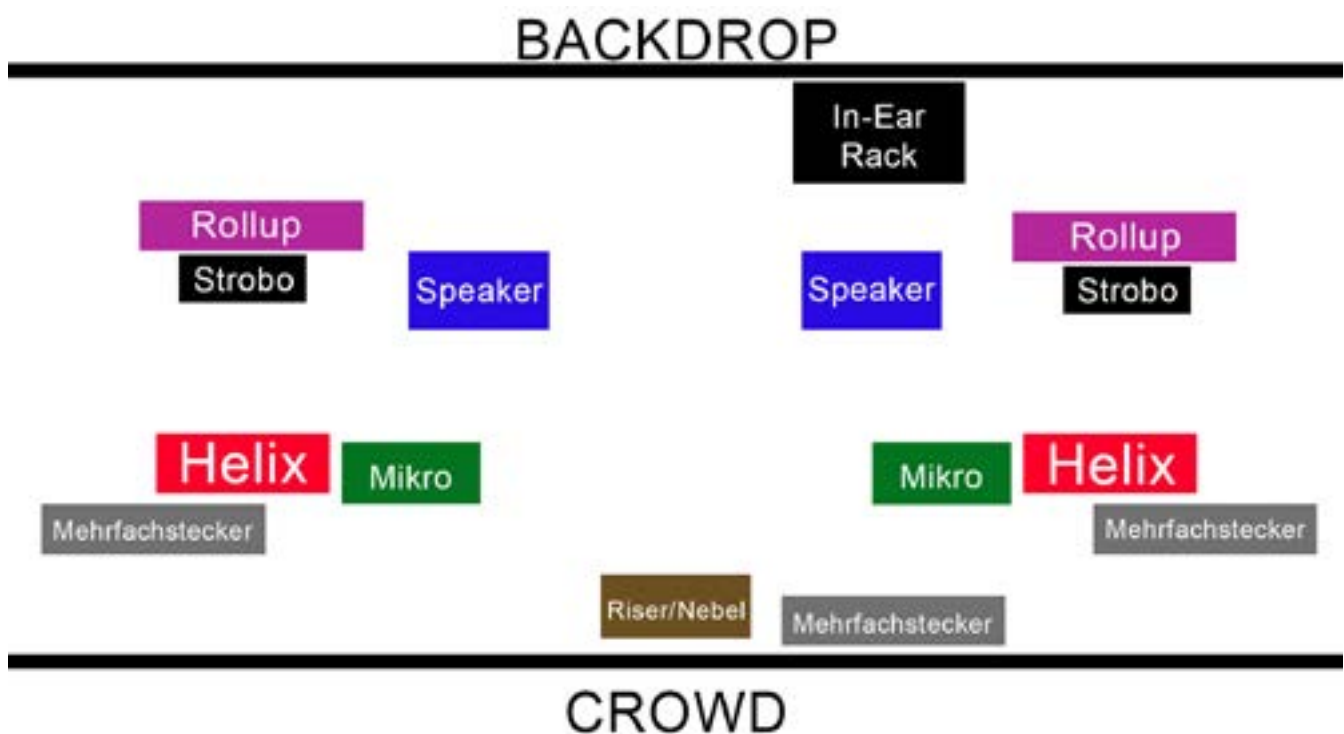 BACKDROP
In-Ear
Rack
Rollup
Rollup
Strobo
Speaker
Speaker
Strobo
Helix
Mikro
Mikro
Helix
Mehrfachstecker
Mehrfachstecker
Riser/Nebel
Mehrfachstecker
CROWD